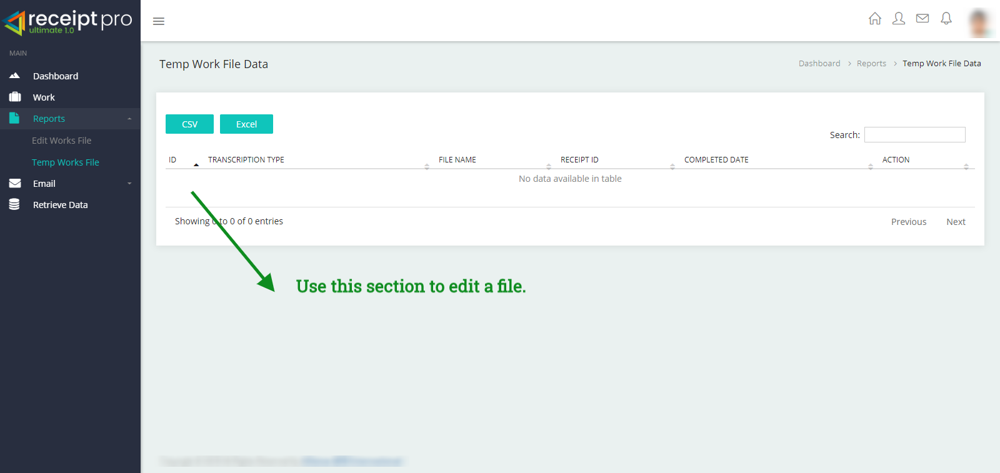 receipt pro
ultimate 1.0
MAIN
Dashboard
Work
Reports
Edit Works File
Temp Works File
Email
Retrieve Data
Temp Work File Data
Dashboard > Reports > Temp Work File Data
CSV Excel
Search:
ID TRANSCRIPTION TYPE FILE NAME RECEIPT ID COMPLETED DATE ACTION
No data available in table
Showing 0 to 0 of 0 entries
Previous Next
Use this section to edit a file.